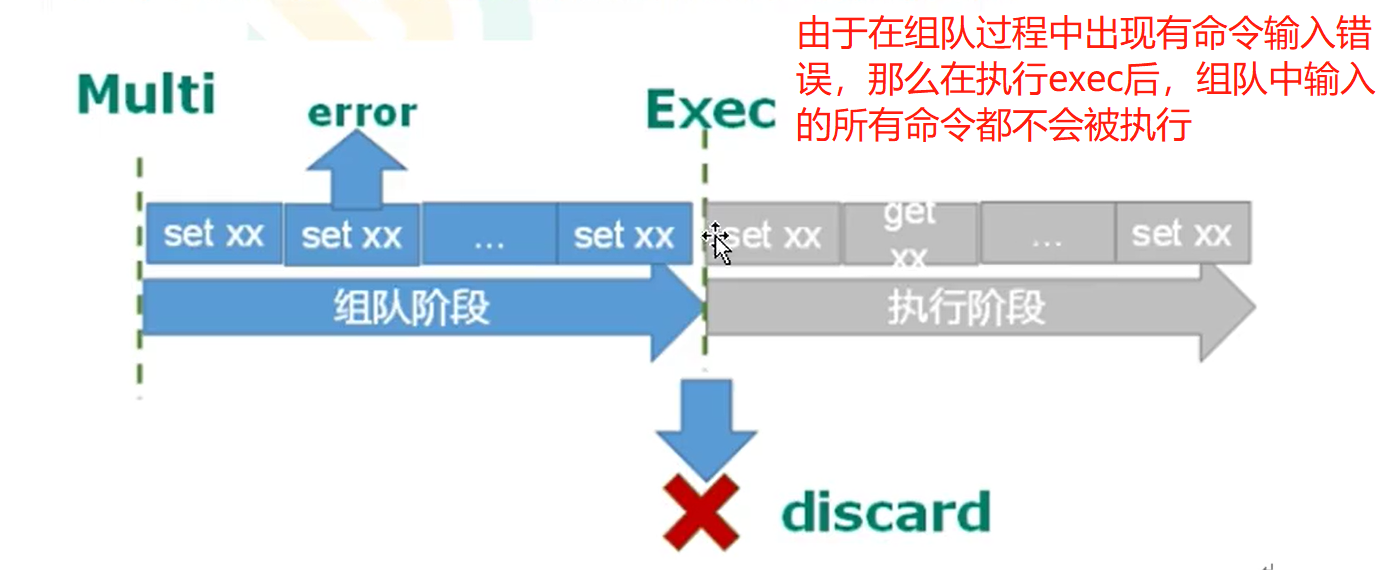 由于在组队过程中出现有命令输入错
误，那么在执行exec后，组队中输入
的所有命令都不会被执行
Multi
error
Exec
set xx
set xx
...
set xx
set xx
get
xx
...
set xx
组队阶段
执行阶段
discard